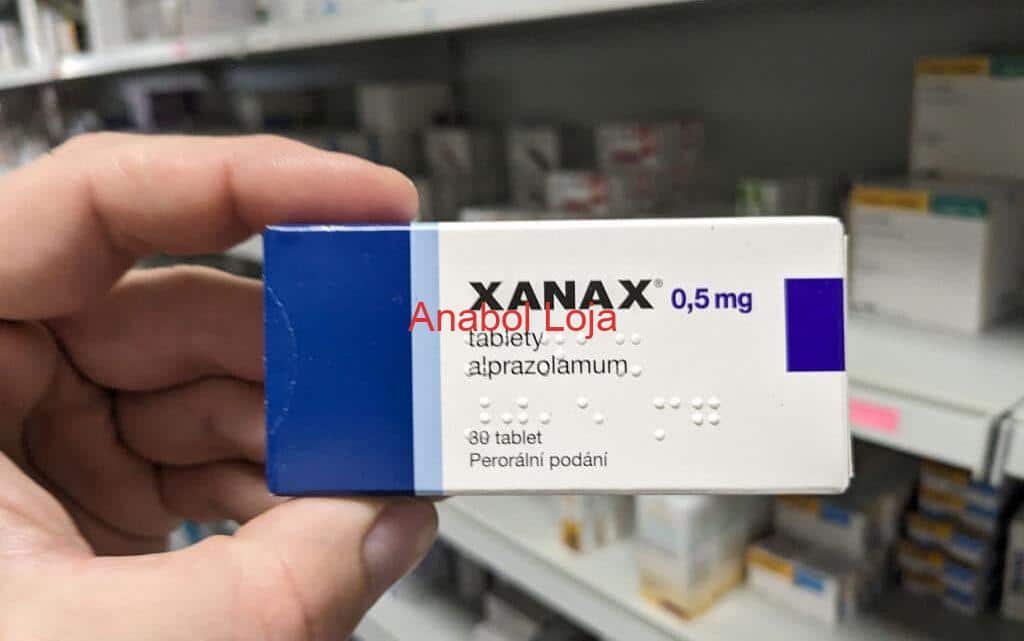 XANAX® 0,5 mg
Anabol Loja
tablety
alprazolamum
30 tablet
Perorální podání